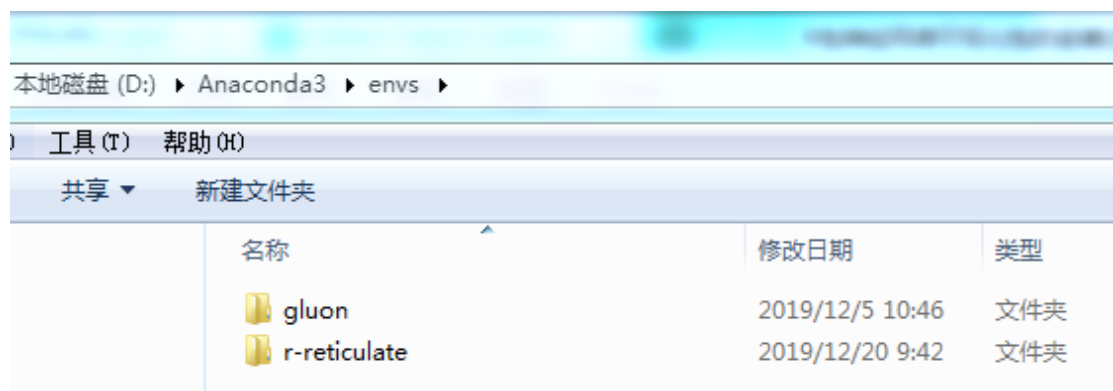 本地磁盘 (D:) ▸ Anaconda3 ▸ envs ▸
工具(T) 帮助(H)
共享 ▾ 新建文件夹
名称 修改日期 类型
gluon 2019/12/5 10:46 文件夹
r-reticulate 2019/12/20 9:42 文件夹